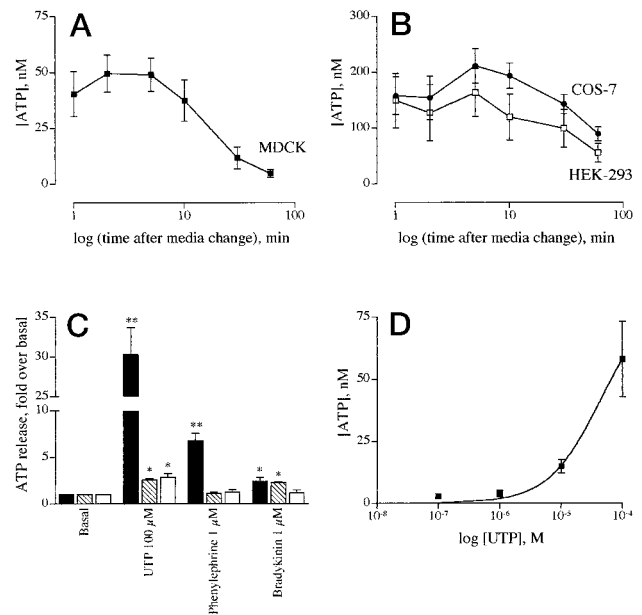 A
[ATP], nM
75
50
25
0
MDCK
1
10
100
log (time after media change), min
B
[ATP], nM
300
200
100
0
COS-7
HEK-293
1
10
100
log (time after media change), min
C
ATP release, fold over basal
35
30
25
10
5
0
**
*
*
**
*
*
Basal
UTP 100 μM
Phenylephrine 1 μM
Bradykinin 1 μM
D
[ATP], nM
75
50
25
0
10-8
10-7
10-6
10-5
10-4
log [UTP], M